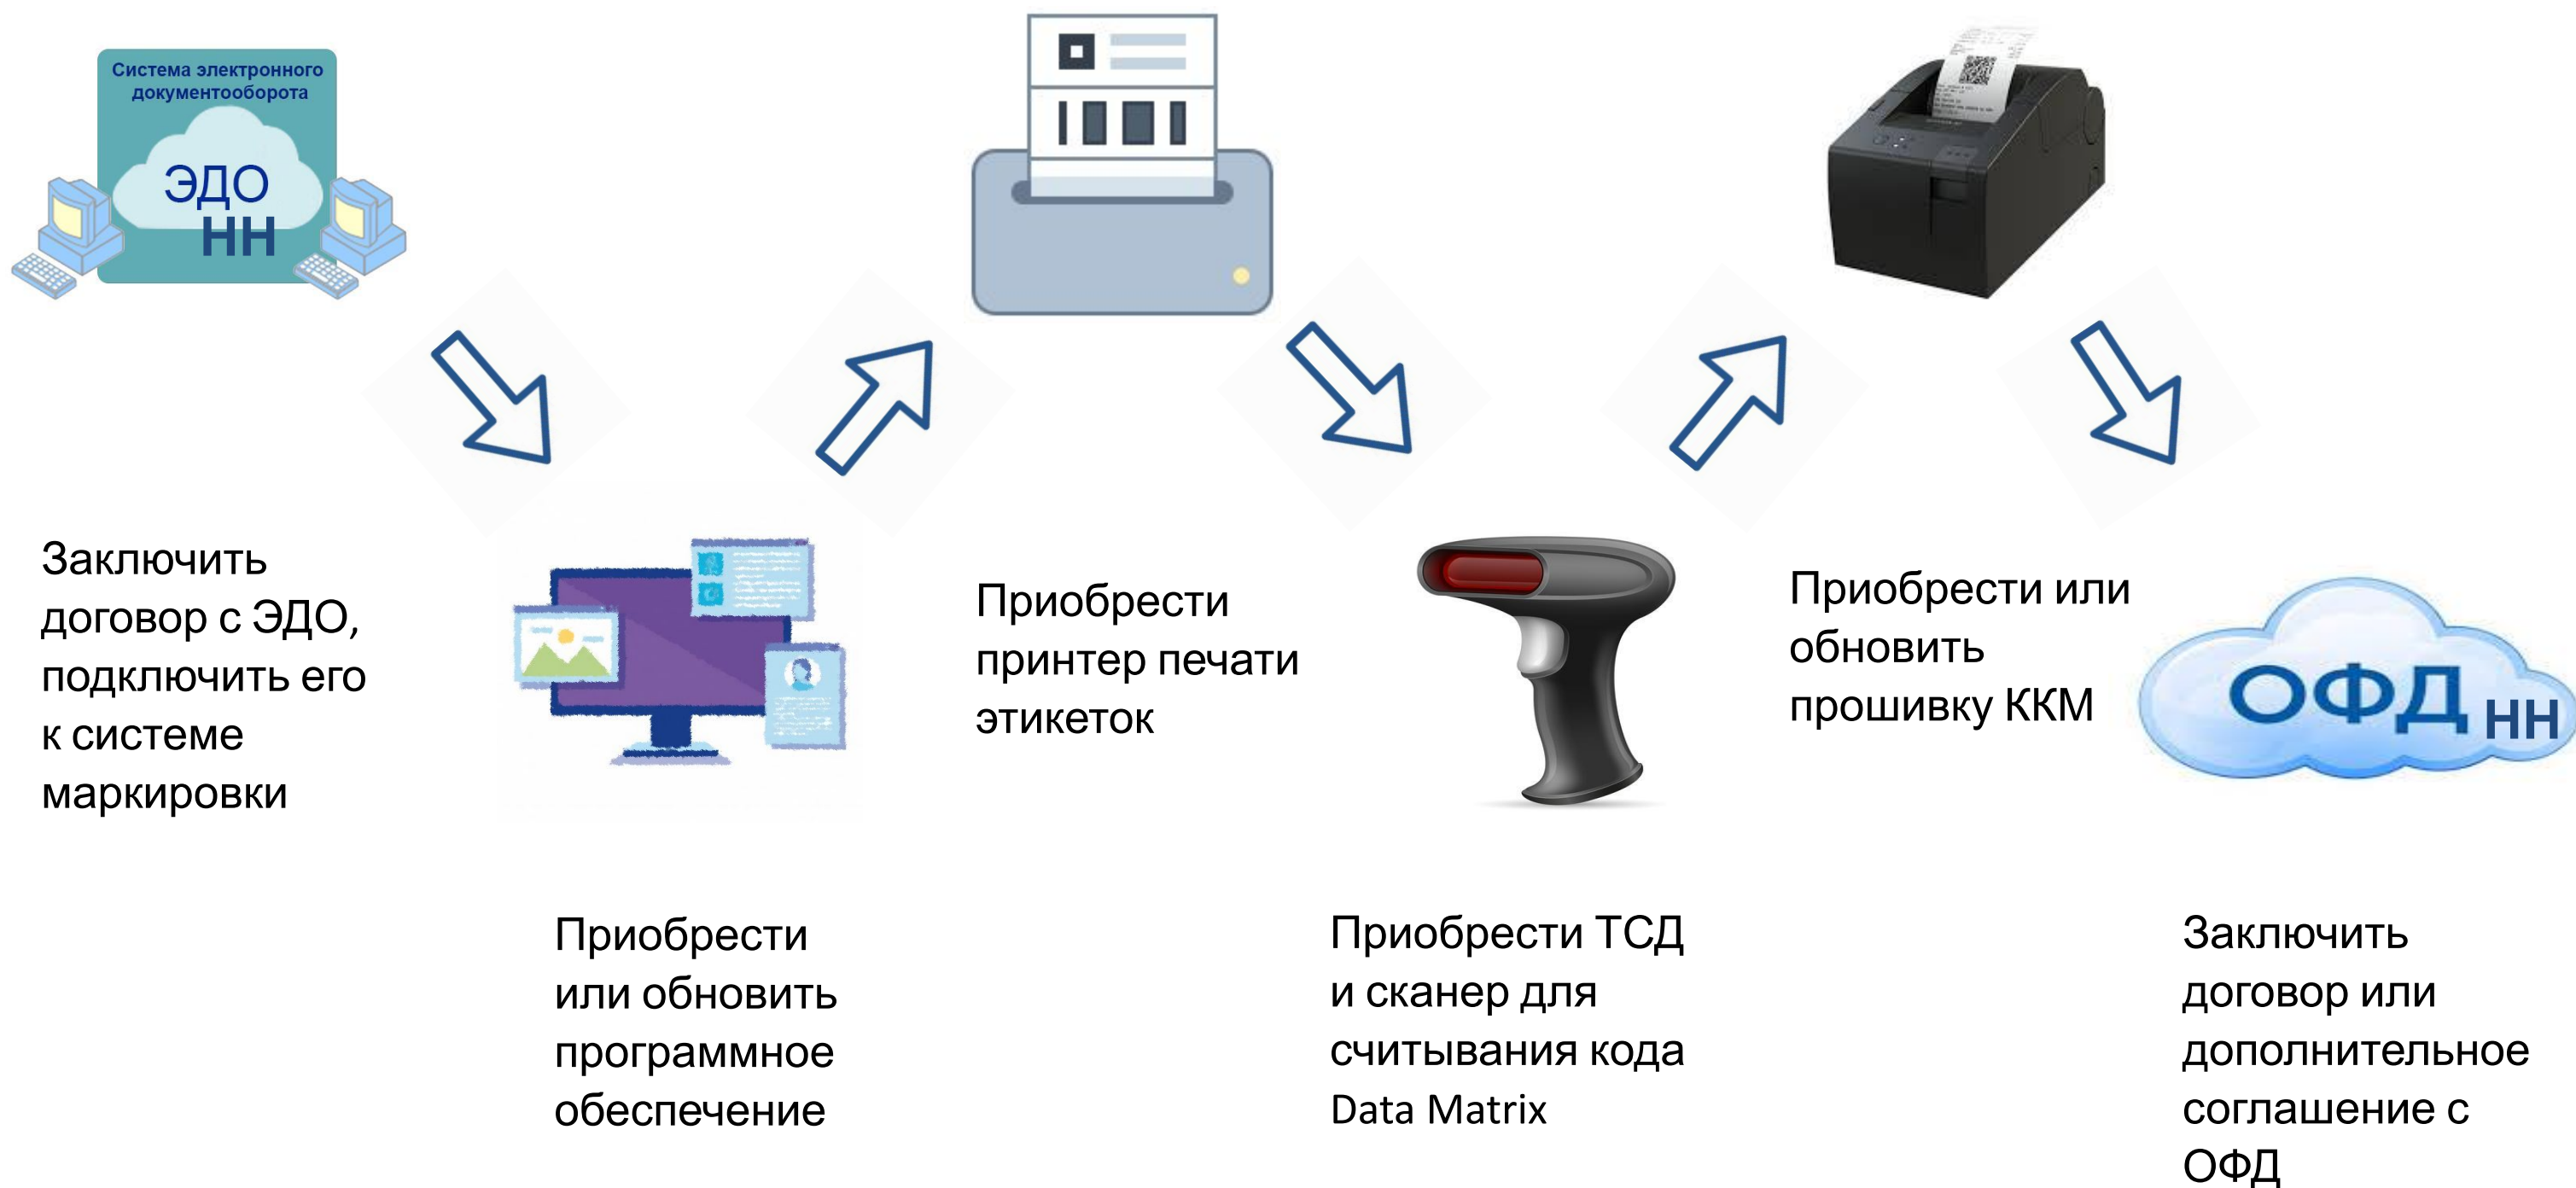 Система электронного
документооборота
ЭДО
НН
Заключить
договор с ЭДО,
подключить его
к системе
маркировки
Приобрести
или обновить
программное
обеспечение
Приобрести
принтер печати
этикеток
Приобрести ТСД
и сканер для
считывания кода
Data Matrix
Приобрести или
обновить
прошивку ККМ
ОФД НН
Заключить
договор или
дополнительное
соглашение с
ОФД